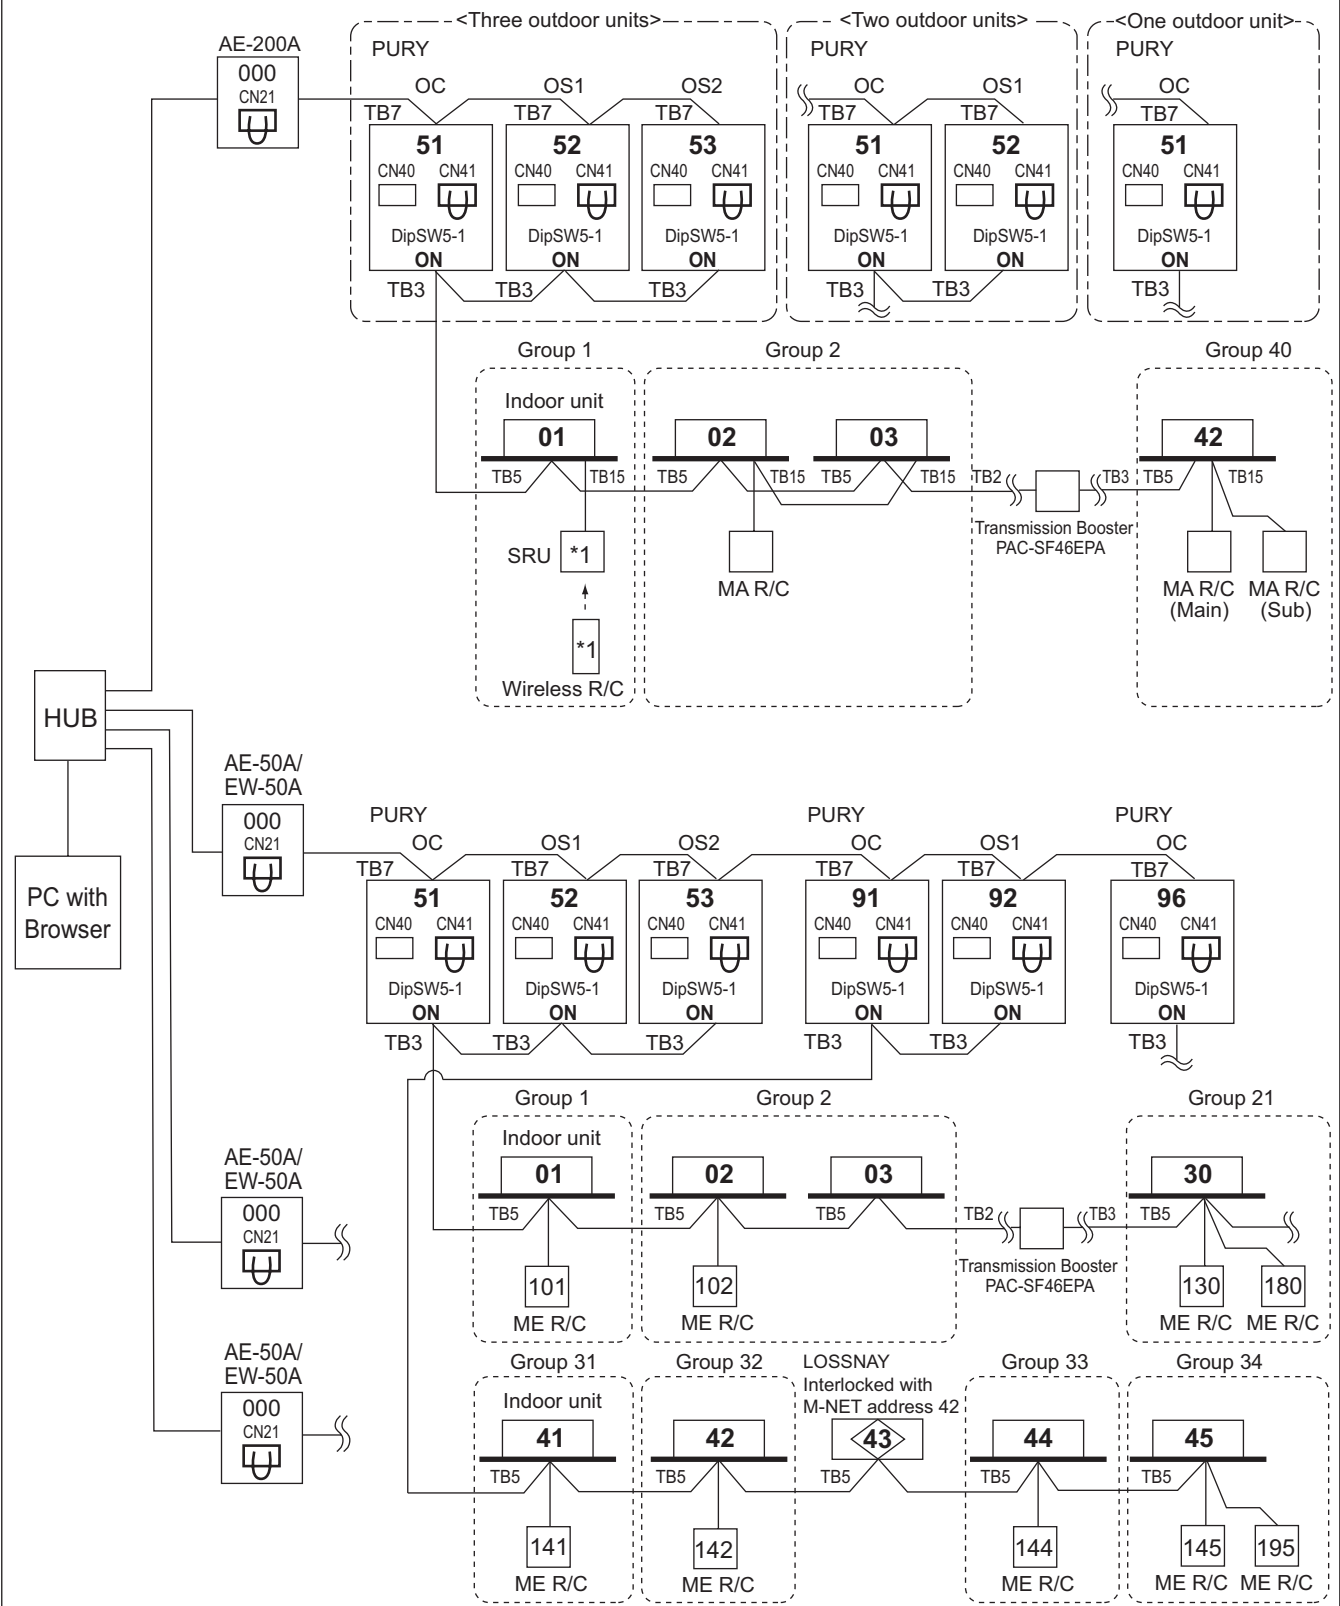 <Three outdoor units>
<Two outdoor units>
<One outdoor unit>
AE-200A
000
CN21
PURY
OC OS1 OS2
TB7 TB7 TB7
51 52 53
CN40 CN41 CN40 CN41 CN40 CN41
DipSW5-1 DipSW5-1 DipSW5-1
ON ON ON
TB3 TB3 TB3
PURY
OC OS1
TB7 TB7
51 52
CN40 CN41 CN40 CN41
DipSW5-1 DipSW5-1
ON ON
TB3 TB3
PURY
OC
TB7
51
CN40 CN41
DipSW5-1
ON
TB3
Group 1
Indoor unit
01
TB5 TB15
SRU *1
*1
Wireless R/C
Group 2
02 03
TB5 TB15 TB5 TB15
MA R/C
TB2 TB3
Transmission Booster
PAC-SF46EPA
Group 40
42
TB5 TB15
MA R/C MA R/C
(Main) (Sub)
HUB
PC with
Browser
AE-50A/
EW-50A
000
CN21
PURY
OC OS1 OS2
TB7 TB7 TB7
51 52 53
CN40 CN41 CN40 CN41 CN40 CN41
DipSW5-1 DipSW5-1 DipSW5-1
ON ON ON
TB3 TB3 TB3
PURY
OC OS1
TB7 TB7
91 92
CN40 CN41 CN40 CN41
DipSW5-1 DipSW5-1
ON ON
TB3 TB3
PURY
OC
TB7
96
CN40 CN41
DipSW5-1
ON
TB3
Group 1
Indoor unit
01
TB5
101
ME R/C
Group 2
02 03
TB5 TB5
102
ME R/C
TB2 TB3
Transmission Booster
PAC-SF46EPA
Group 21
30
TB5
130 180
ME R/C ME R/C
AE-50A/
EW-50A
000
CN21
AE-50A/
EW-50A
000
CN21
Group 31
Indoor unit
41
TB5
141
ME R/C
Group 32
42
TB5
142
ME R/C
LOSSNAY
Interlocked with
M-NET address 42
43
TB5
Group 33
44
TB5
144
ME R/C
Group 34
45
TB5
145 195
ME R/C ME R/C